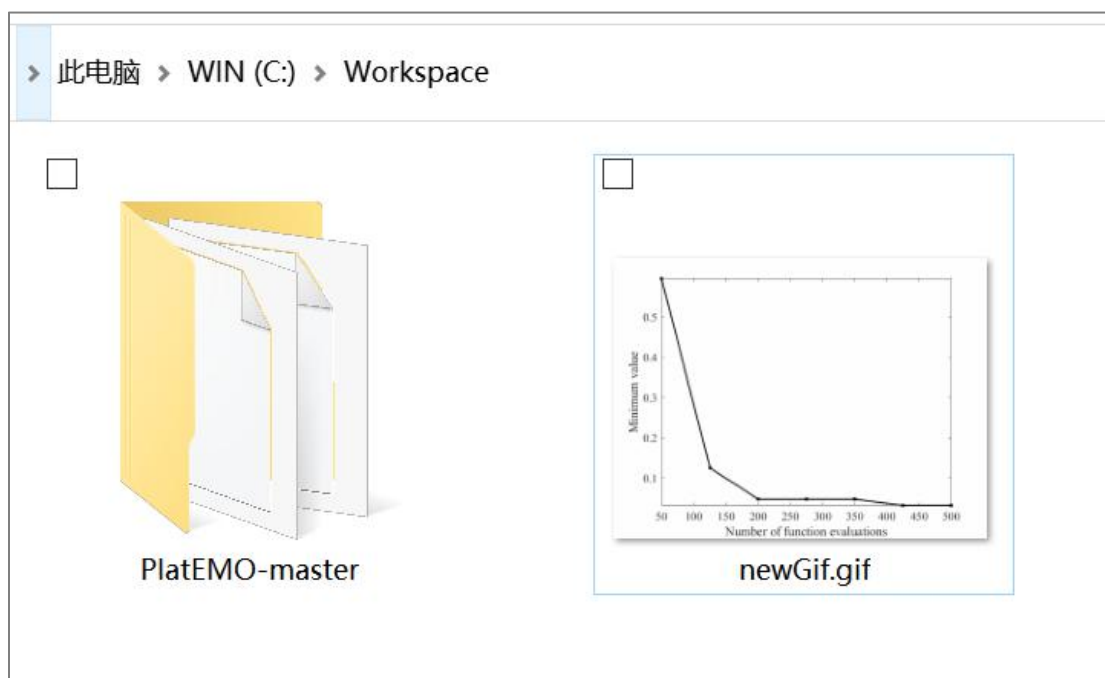 > 此电脑 > WIN (C:) > Workspace
0.5
0.4
0.3
0.2
0.1
Minimum value
50 100 150 200 250 300 350 400 450 500
Number of function evaluations
PlatEMO-master
newGif.gif